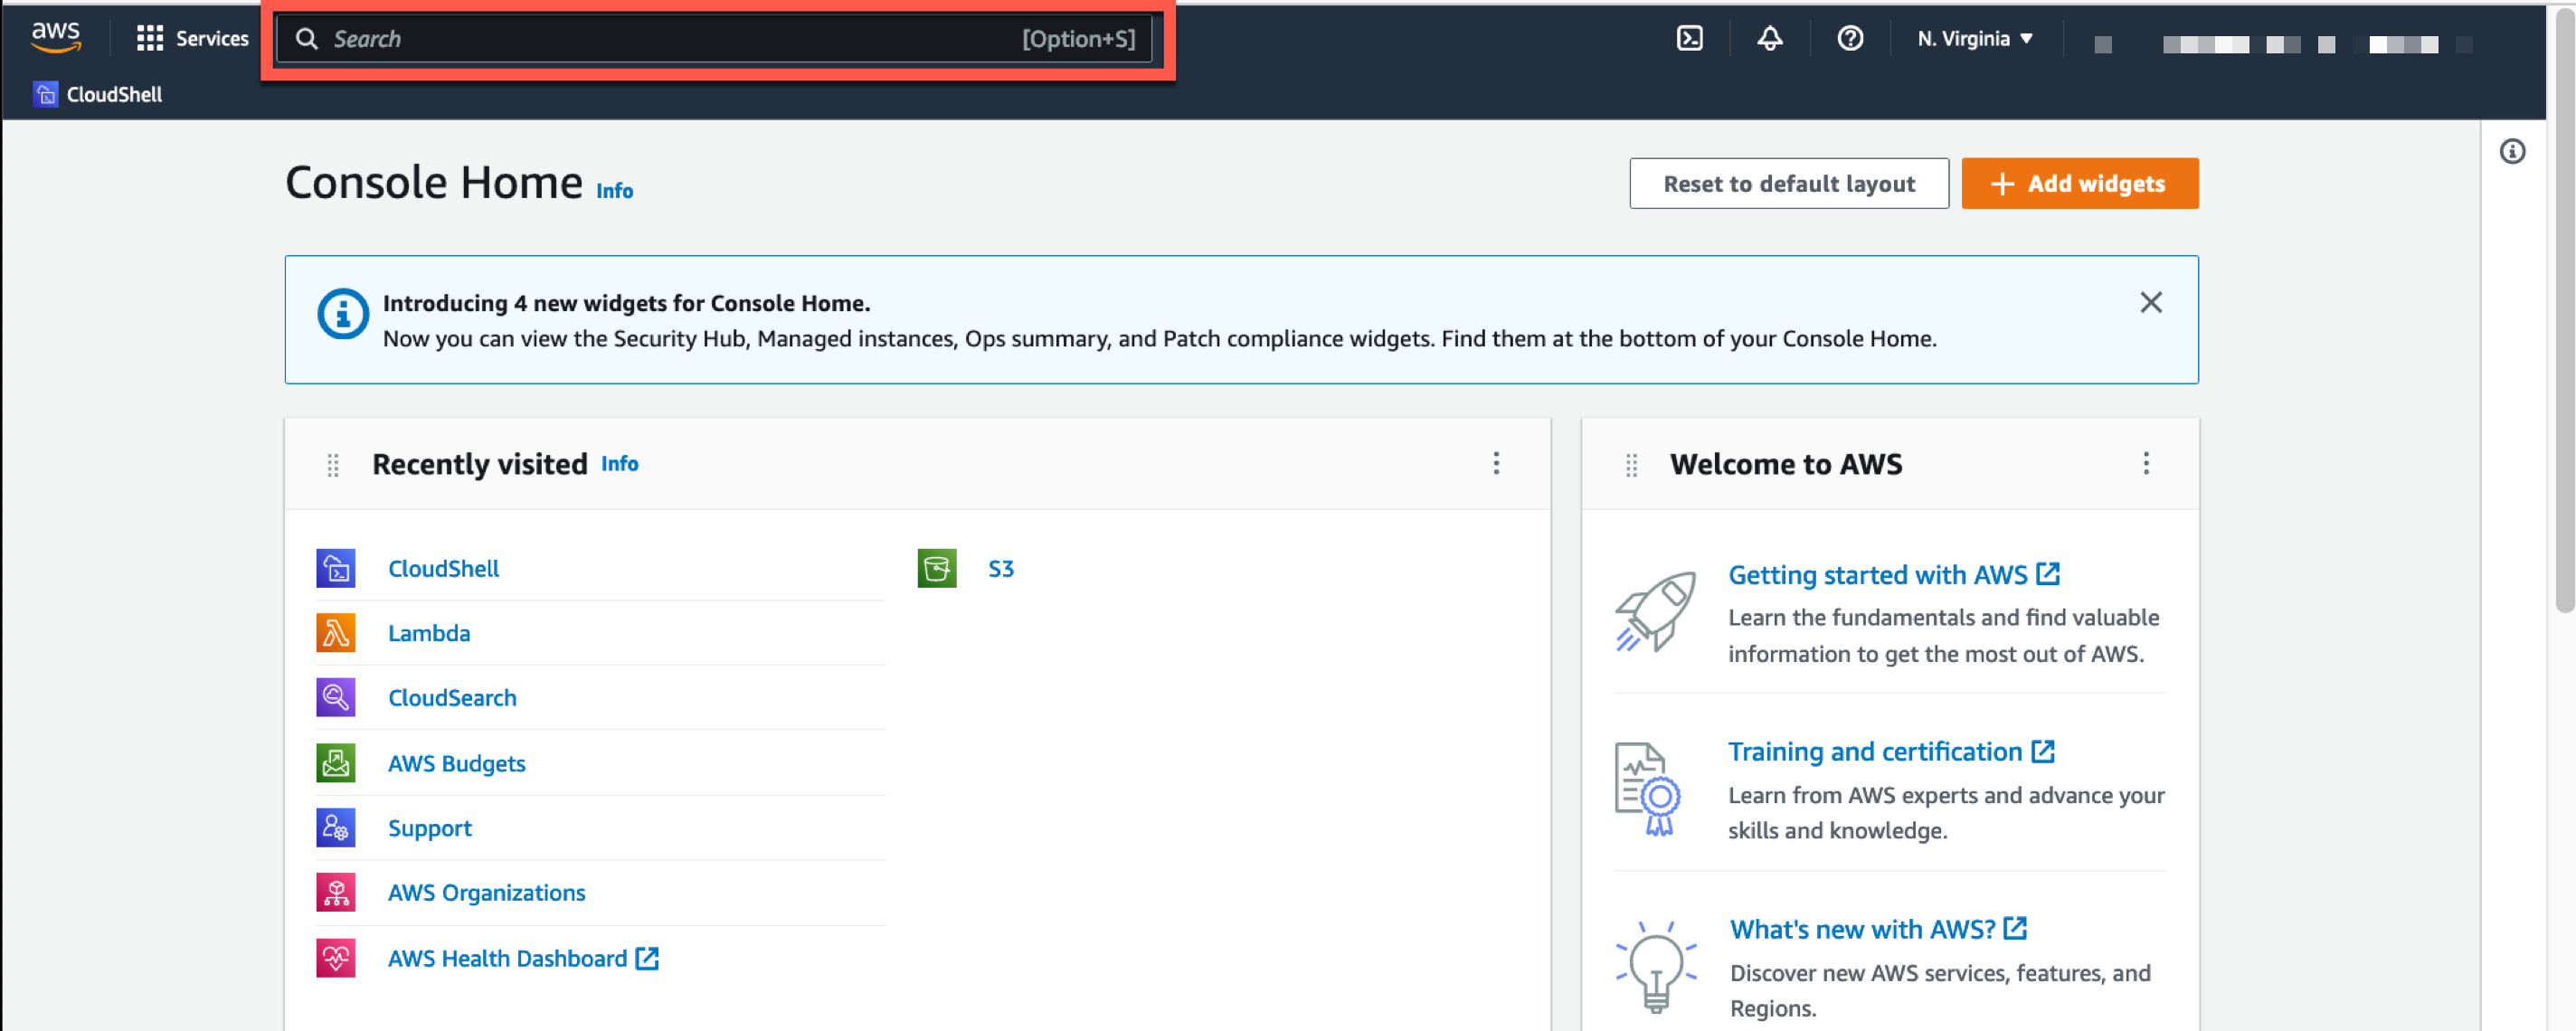 aws Services Search [Option+S] N. Virginia
CloudShell
Console Home Info
Reset to default layout
Add widgets
Introducing 4 new widgets for Console Home.
Now you can view the Security Hub, Managed instances, Ops summary, and Patch compliance widgets. Find them at the bottom of your Console Home.
Recently visited Info
CloudShell
Lambda
CloudSearch
AWS Budgets
Support
AWS Organizations
AWS Health Dashboard
S3
Welcome to AWS
Getting started with AWS
Learn the fundamentals and find valuable
information to get the most out of AWS.
Training and certification
Learn from AWS experts and advance your
skills and knowledge.
What's new with AWS?
Discover new AWS services, features, and
Regions.